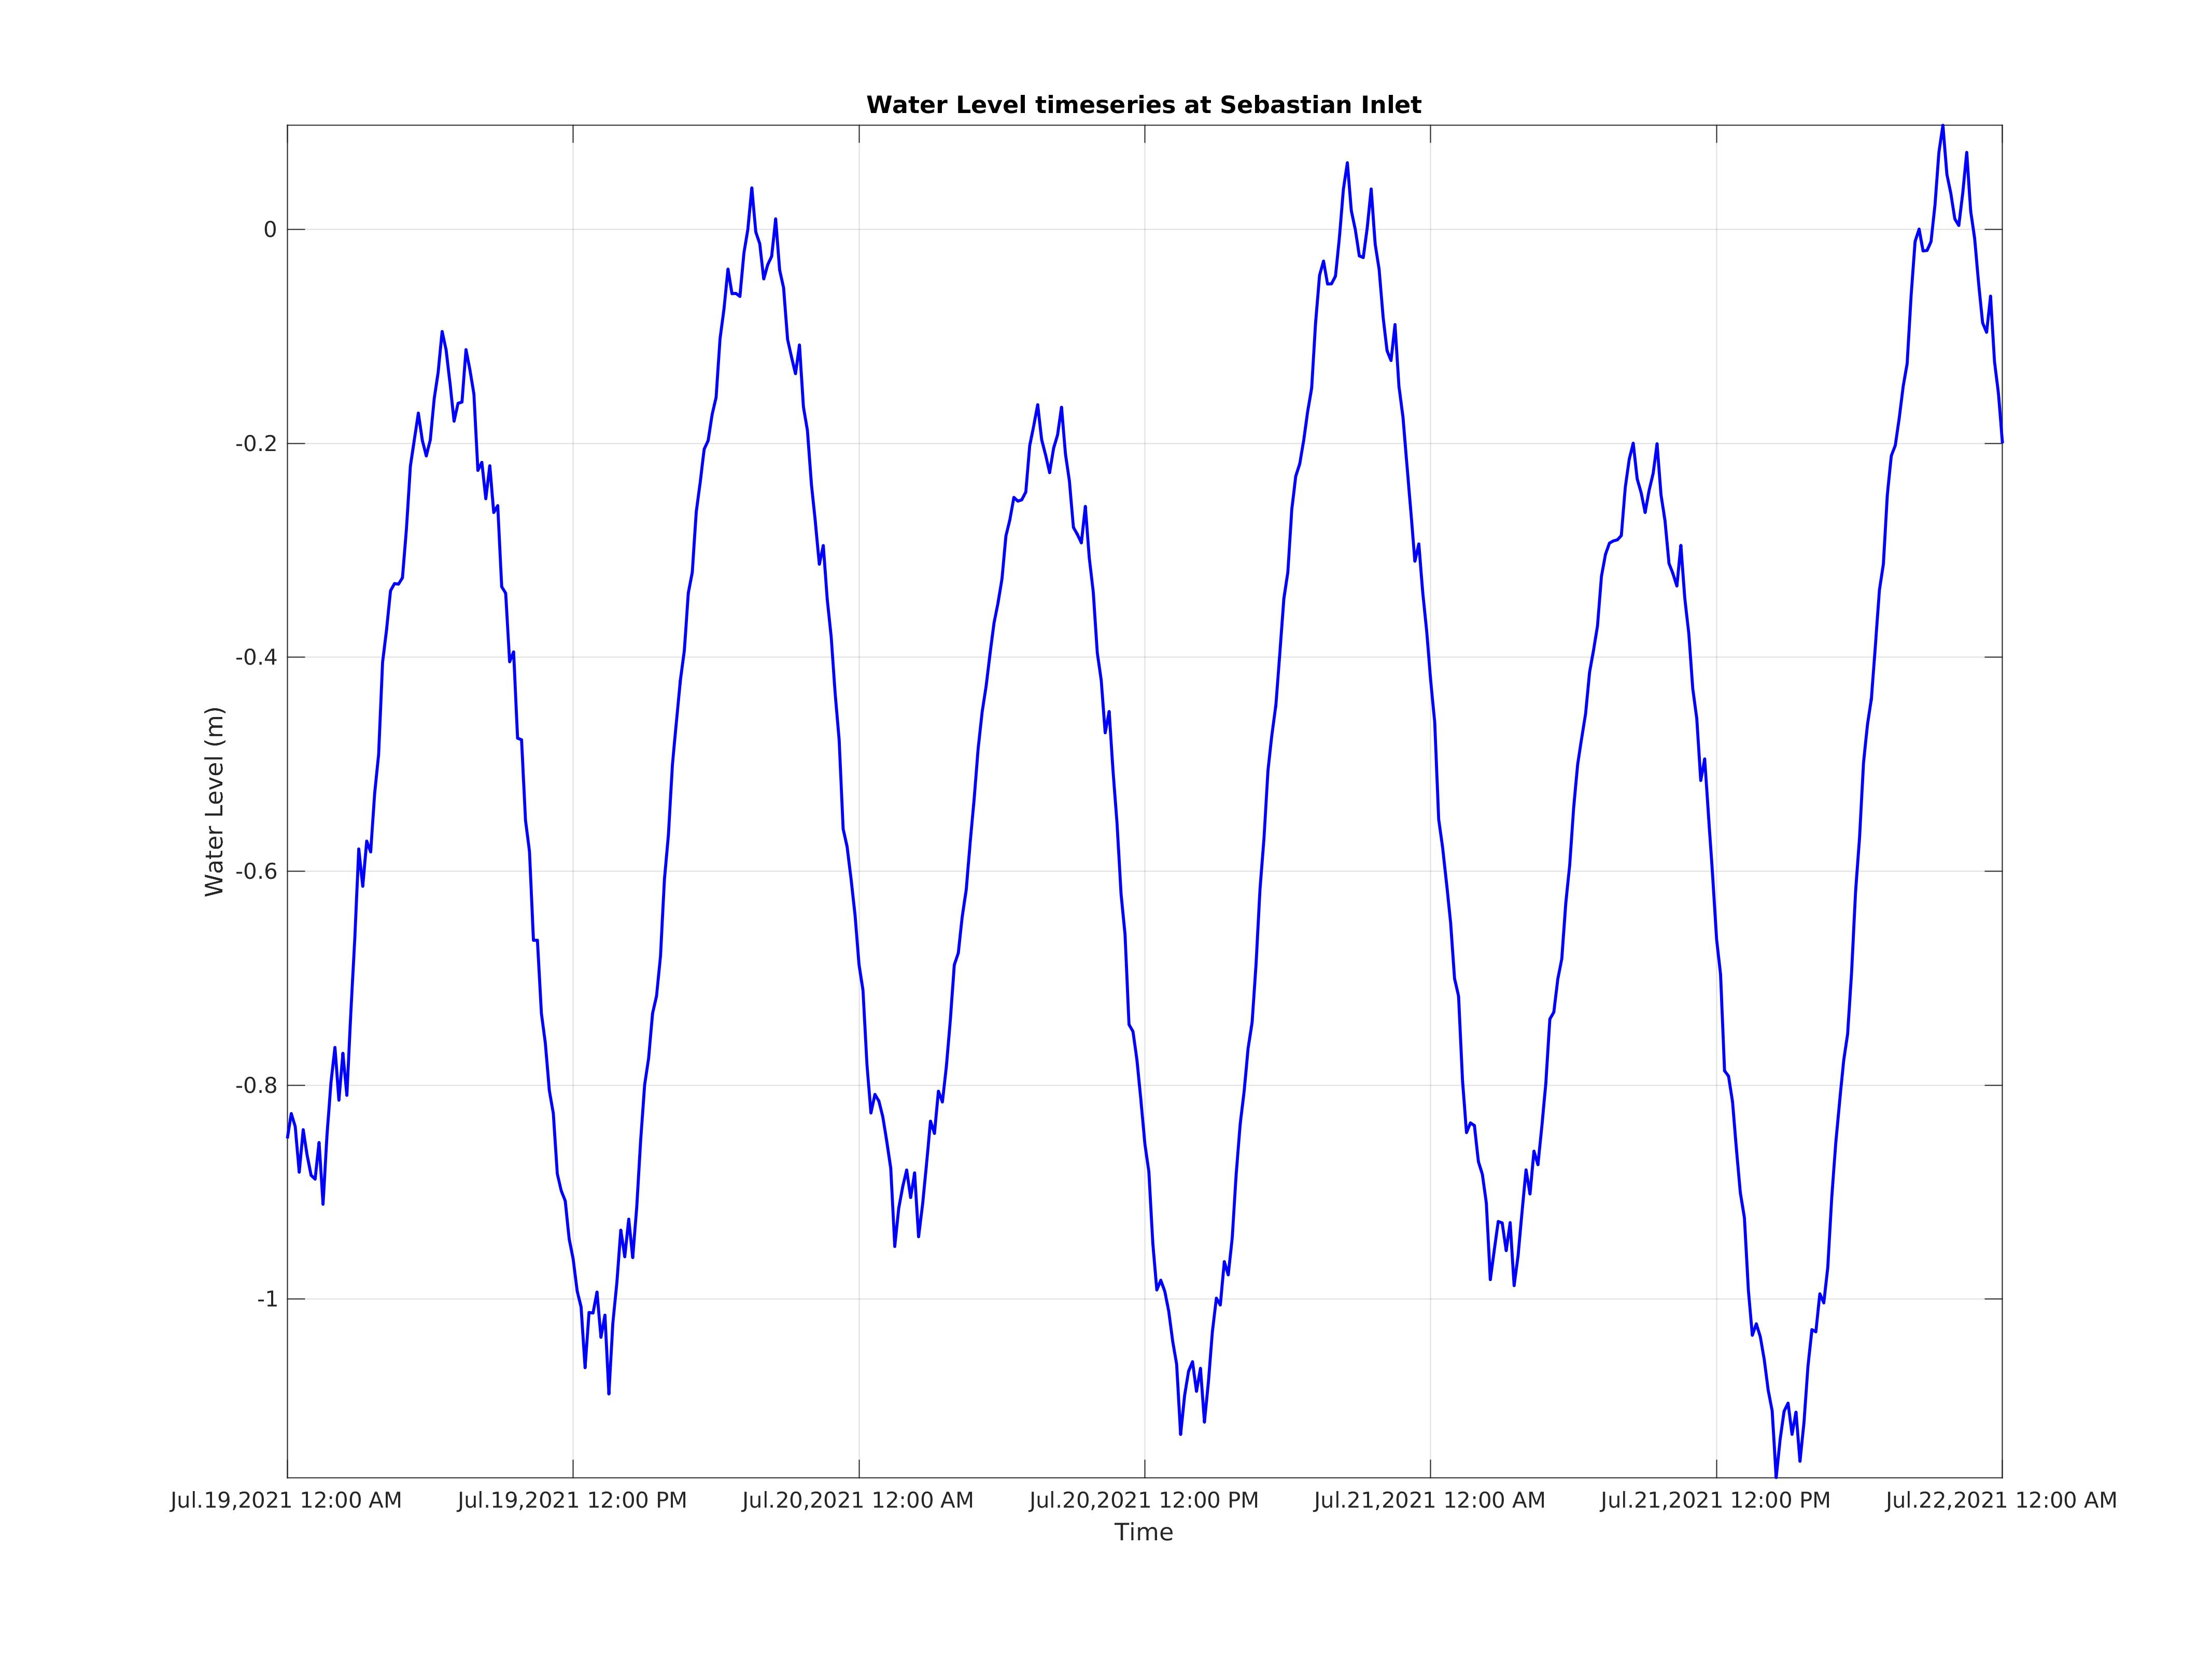 Water Level timeseries at Sebastian Inlet
0
-0.2
-0.4
-0.6
-0.8
-1
Water Level (m)
Jul.19,2021 12:00 AM
Jul.19,2021 12:00 PM
Jul.20,2021 12:00 AM
Jul.20,2021 12:00 PM
Jul.21,2021 12:00 AM
Jul.21,2021 12:00 PM
Jul.22,2021 12:00 AM
Time